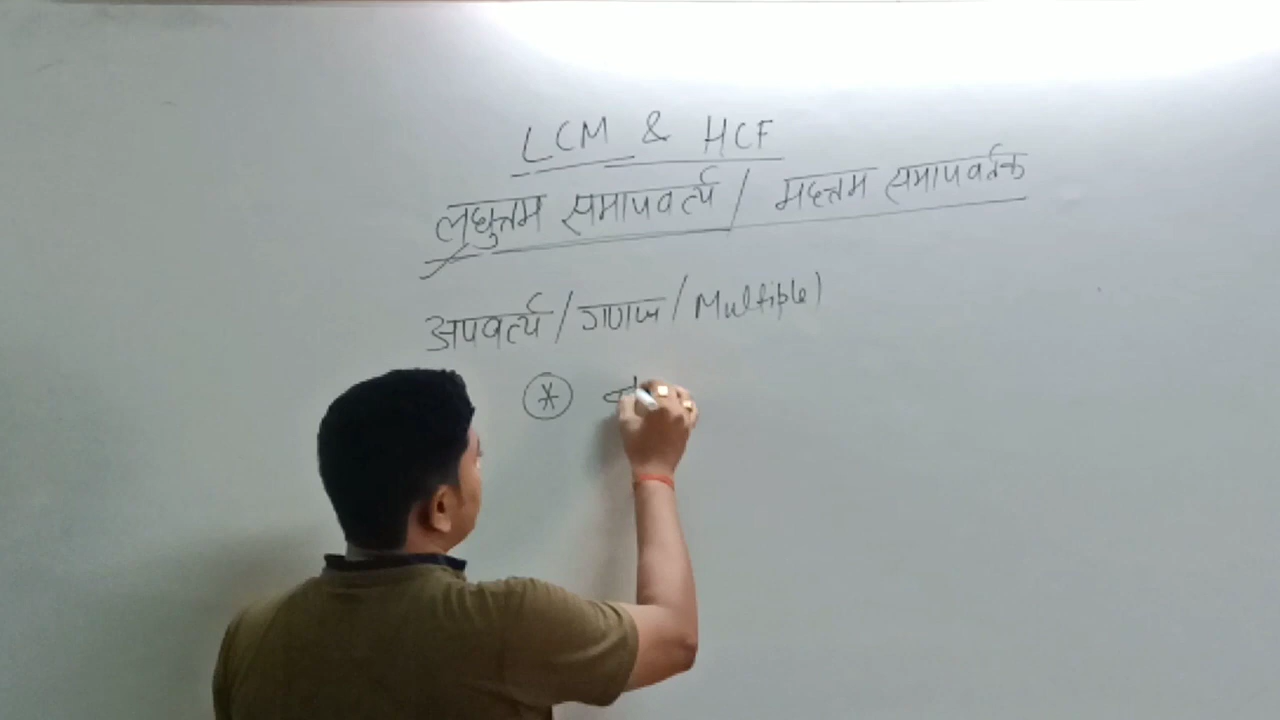 LCM & HCF
लघुत्तम समापवर्त्य / महत्तम समापवर्तक
अपवर्त्य / गुणज / Multiple)